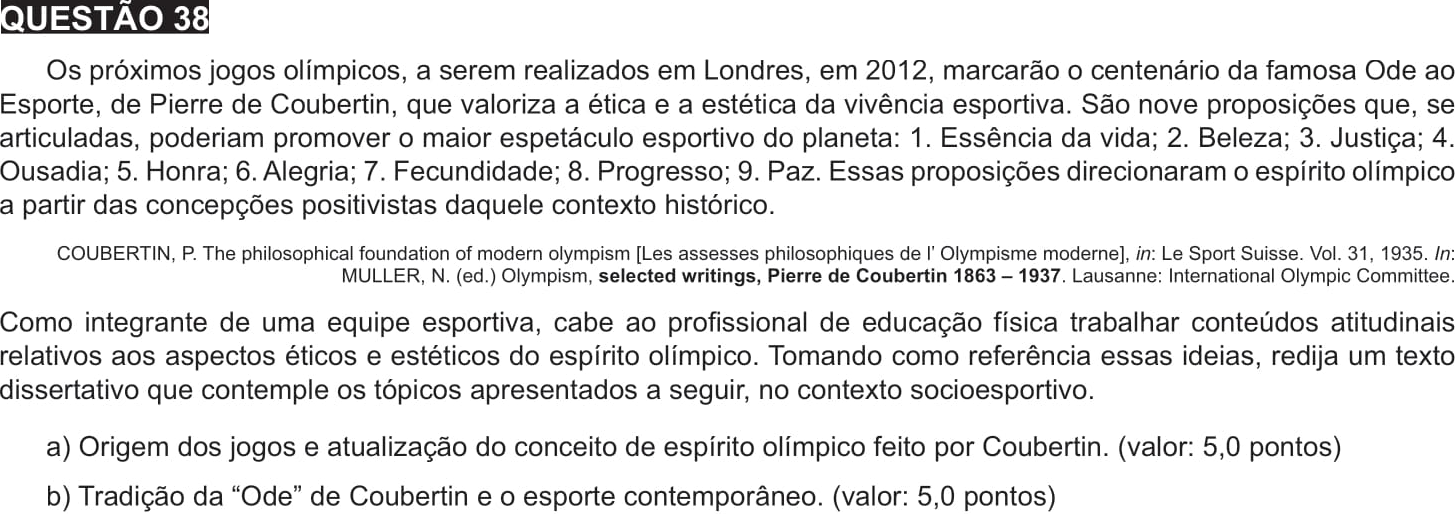 QUESTÃO 38
Os próximos jogos olímpicos, a serem realizados em Londres, em 2012, marcarão o centenário da famosa Ode ao
Esporte, de Pierre de Coubertin, que valoriza a ética e a estética da vivência esportiva. São nove proposições que, se
articuladas, poderiam promover o maior espetáculo esportivo do planeta: 1. Essência da vida; 2. Beleza; 3. Justiça; 4.
Ousadia; 5. Honra; 6. Alegria; 7. Fecundidade; 8. Progresso; 9. Paz. Essas proposições direcionaram o espírito olímpico
a partir das concepções positivistas daquele contexto histórico.
COUBERTIN, P. The philosophical foundation of modern olympism [Les assesses philosophiques de l’ Olympisme moderne], in: Le Sport Suisse. Vol. 31, 1935. In:
MULLER, N. (ed.) Olympism, selected writings, Pierre de Coubertin 1863 – 1937. Lausanne: International Olympic Committee.
Como integrante de uma equipe esportiva, cabe ao profissional de educação física trabalhar conteúdos atitudinais
relativos aos aspectos éticos e estéticos do espírito olímpico. Tomando como referência essas ideias, redija um texto
dissertativo que contemple os tópicos apresentados a seguir, no contexto socioesportivo.
a) Origem dos jogos e atualização do conceito de espírito olímpico feito por Coubertin. (valor: 5,0 pontos)
b) Tradição da “Ode” de Coubertin e o esporte contemporâneo. (valor: 5,0 pontos)